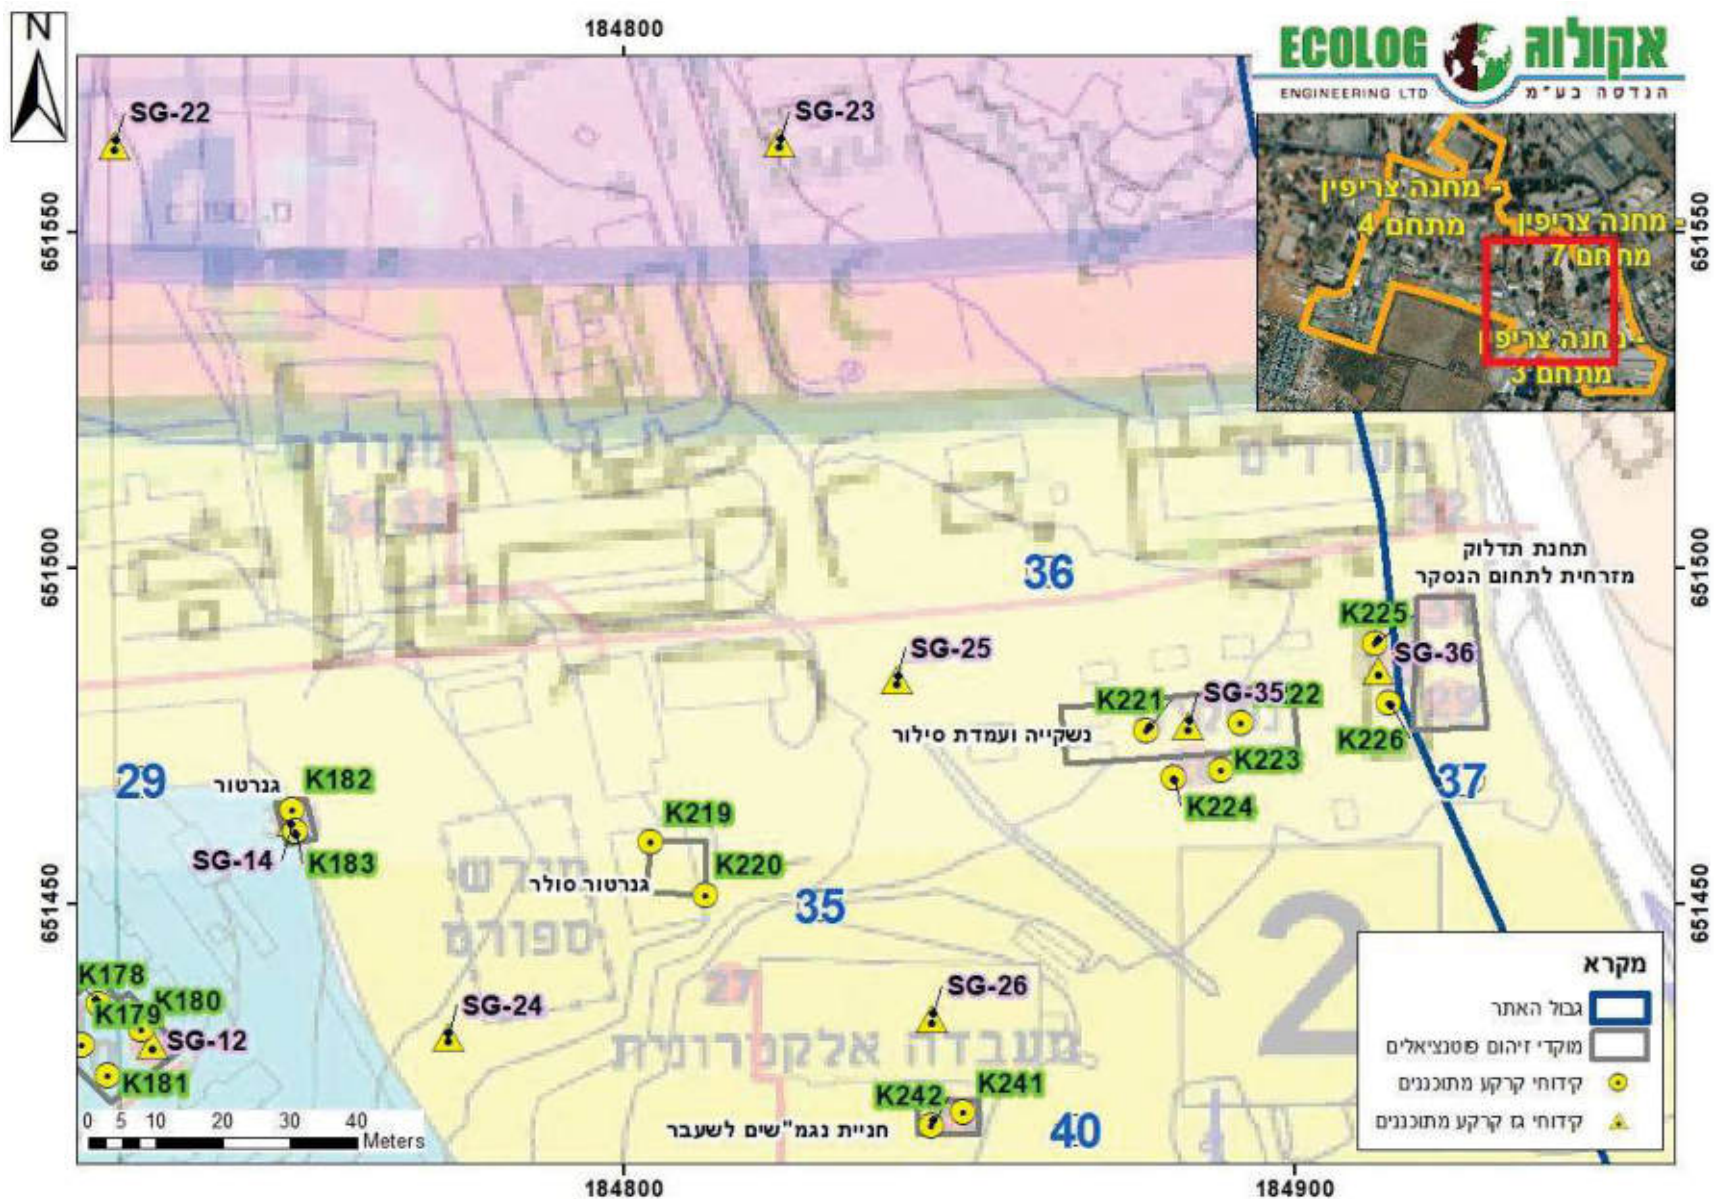 N
184800
ECOLOG
ENGINEERING LTD
אקולוג
הנדסה בע"מ
SG-22
SG-23
651550
651550
מחנה צריפין -
מתחם 4
מחנה צריפין -
מתחם 7
מחנה צריפין -
מתחם 3
משרדים
36
תחנת תדלוק
מזרחית לתחום הנסקר
651500
651500
K225
SG-36
K226
SG-25
K221
SG-35
22
נשקייה ועמדת סילור
K223
K224
29
37
גנרטור
K182
SG-14
K183
K219
K220
גנרטור סולר
35
ספורט
2
651450
651450
K178
K179
K180
SG-12
K181
SG-24
SG-26
27
מעבדה אלקטרונית
K242
K241
חניית נגמ"שים לשעבר
40
מקרא
גבול האתר
מוקדי זיהום פוטנציאלים
קידוחי קרקע מתוכננים
קידוחי גז קרקע מתוכננים
0 5 10 20 30 40
Meters
184800
184900